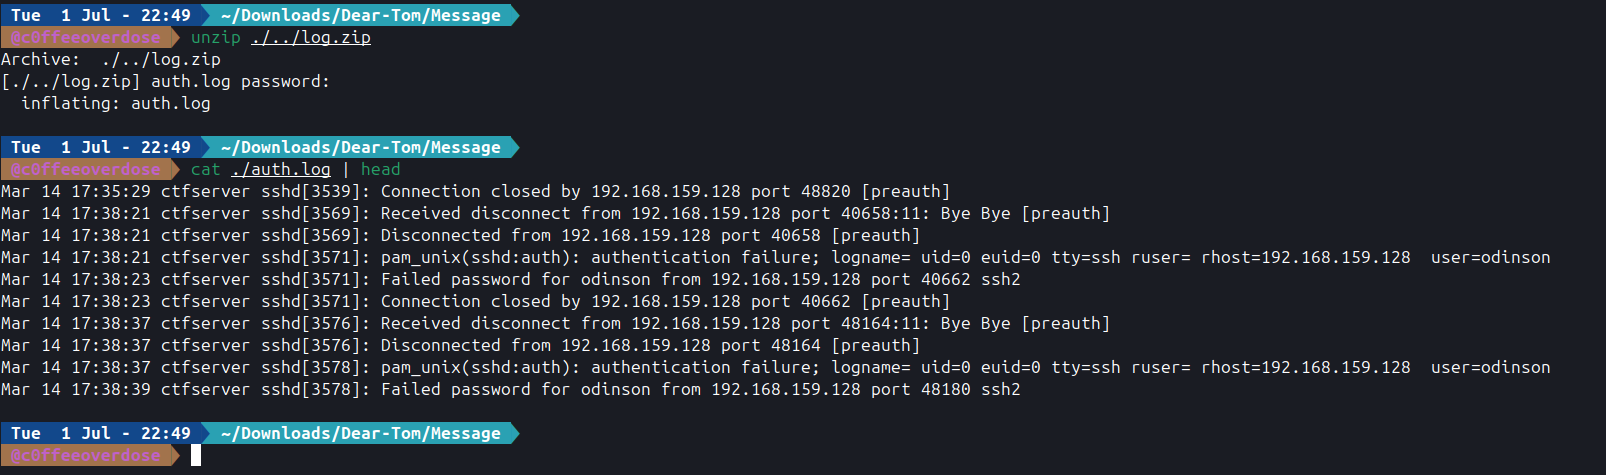 Tue  1 Jul - 22:49  ~/Downloads/Dear-Tom/Message
@c0ffeeoverdose  unzip ./../log.zip
Archive:  ./../log.zip
[./../log.zip] auth.log password:
  inflating: auth.log
Tue  1 Jul - 22:49  ~/Downloads/Dear-Tom/Message
@c0ffeeoverdose  cat ./auth.log | head
Mar 14 17:35:29 ctfserver sshd[3539]: Connection closed by 192.168.159.128 port 48820 [preauth]
Mar 14 17:38:21 ctfserver sshd[3569]: Received disconnect from 192.168.159.128 port 40658:11: Bye Bye [preauth]
Mar 14 17:38:21 ctfserver sshd[3569]: Disconnected from 192.168.159.128 port 40658 [preauth]
Mar 14 17:38:21 ctfserver sshd[3571]: pam_unix(sshd:auth): authentication failure; logname= uid=0 euid=0 tty=ssh ruser= rhost=192.168.159.128  user=odinson
Mar 14 17:38:23 ctfserver sshd[3571]: Failed password for odinson from 192.168.159.128 port 40662 ssh2
Mar 14 17:38:23 ctfserver sshd[3571]: Connection closed by 192.168.159.128 port 40662 [preauth]
Mar 14 17:38:37 ctfserver sshd[3576]: Received disconnect from 192.168.159.128 port 48164:11: Bye Bye [preauth]
Mar 14 17:38:37 ctfserver sshd[3576]: Disconnected from 192.168.159.128 port 48164 [preauth]
Mar 14 17:38:37 ctfserver sshd[3578]: pam_unix(sshd:auth): authentication failure; logname= uid=0 euid=0 tty=ssh ruser= rhost=192.168.159.128  user=odinson
Mar 14 17:38:39 ctfserver sshd[3578]: Failed password for odinson from 192.168.159.128 port 48180 ssh2
Tue  1 Jul - 22:49  ~/Downloads/Dear-Tom/Message
@c0ffeeoverdose